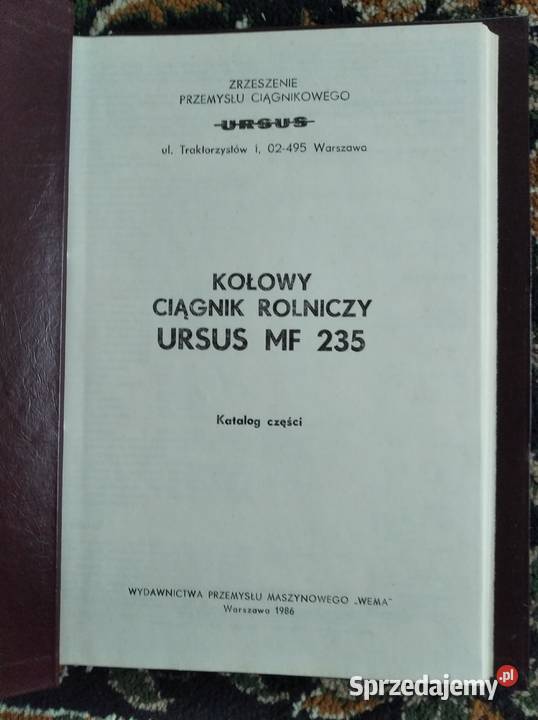 ZRZESZENIE
PRZEMYSŁU CIĄGNIKOWEGO
URSUS
ul. Traktorzystów 1, 02-495 Warszawa
KOŁOWY
CIĄGNIK ROLNICZY
URSUS MF 235
Katalog części
WYDAWNICTWA PRZEMYSŁU MASZYNOWEGO „WEMA"
Warszawa 1986
Sprzedajemy.pl